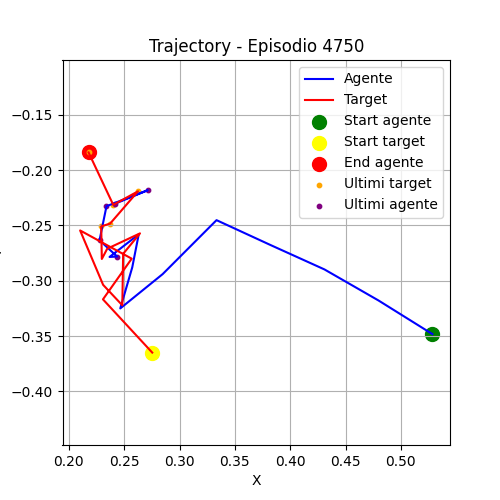 Trajectory - Episodio 4750
Agente
Target
Start agente
Start target
End agente
Ultimi target
Ultimi agente
−0.15
−0.20
−0.25
−0.30
−0.35
−0.40
0.20 0.25 0.30 0.35 0.40 0.45 0.50
X